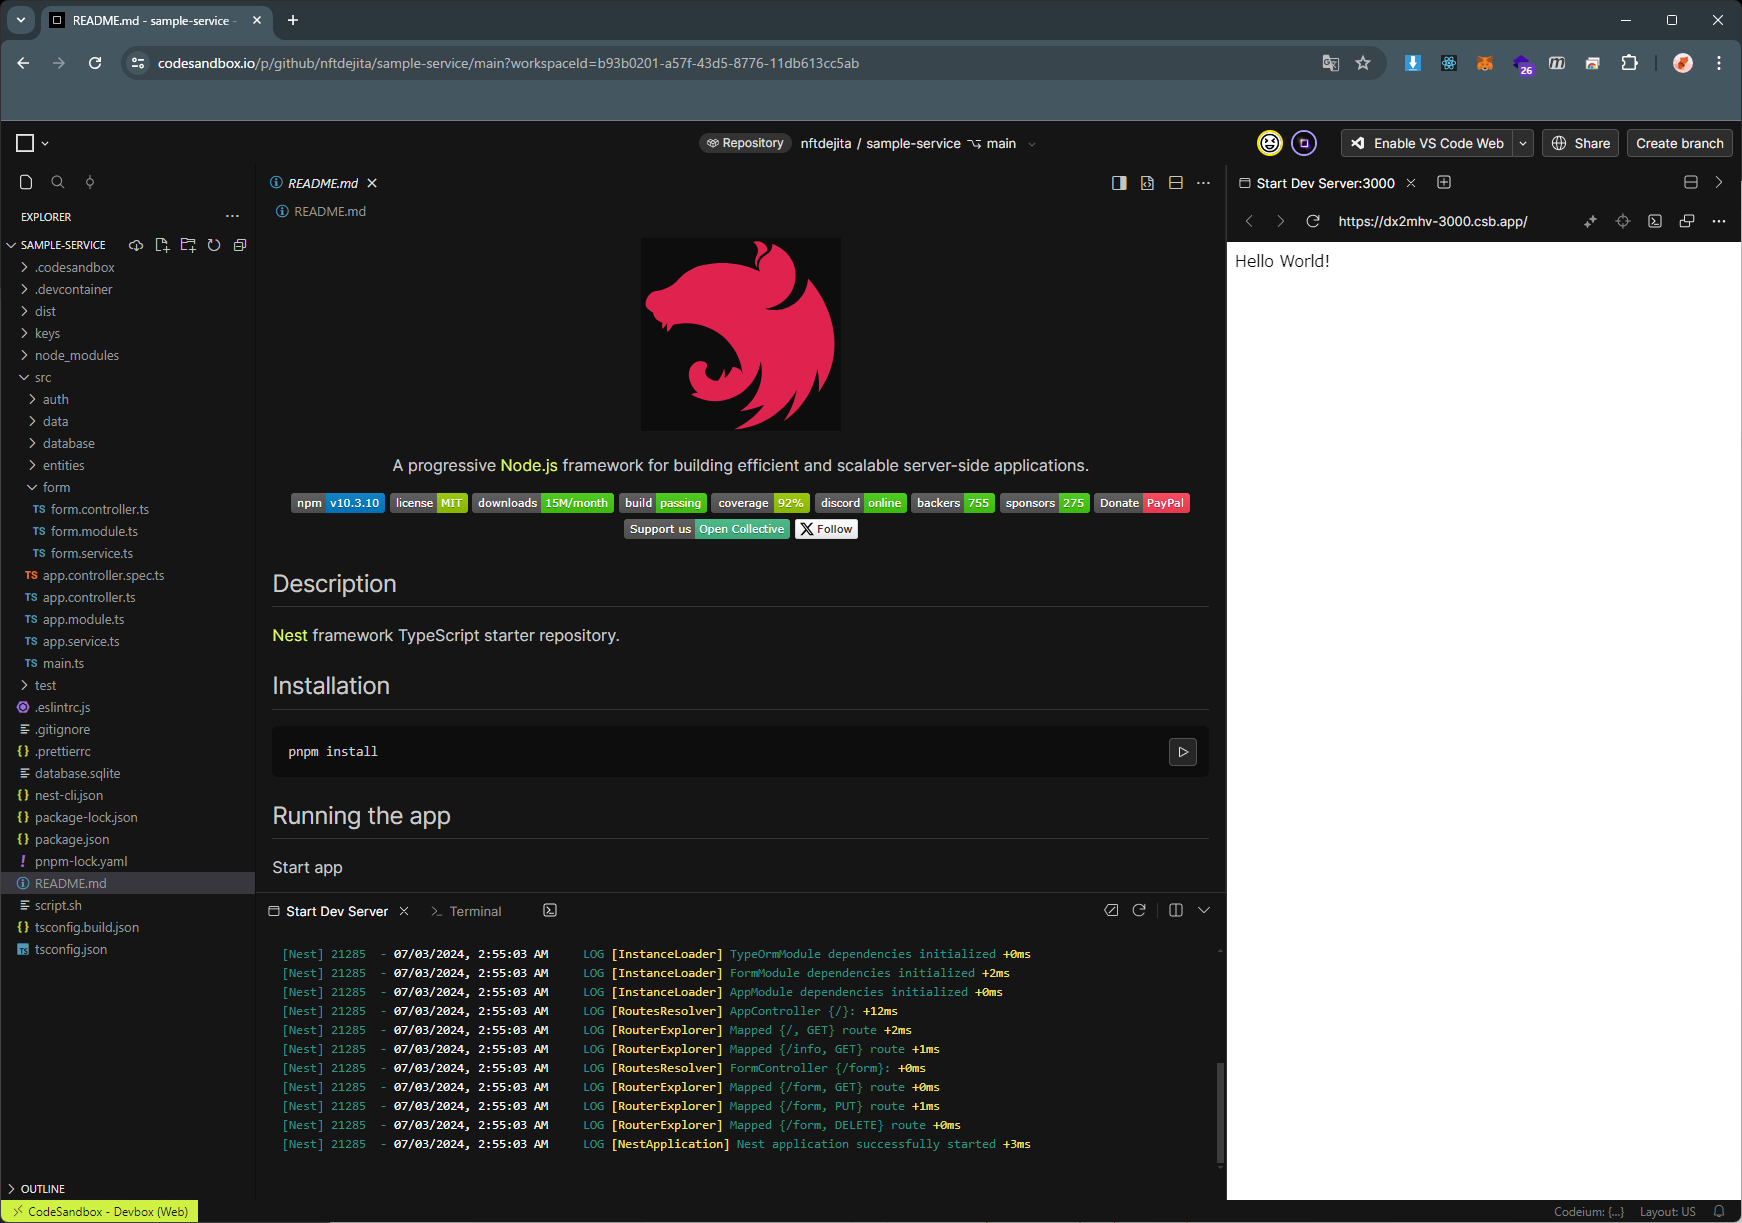 README.md - sample-service -
codesandbox.io/p/github/nftdejita/sample-service/main?workspaceId=b93b0201-a57f-43d5-8776-11db613cc5ab
26
Repository nftdejita / sample-service main
Enable VS Code Web Share Create branch
EXPLORER
SAMPLE-SERVICE
.codesandbox
.devcontainer
dist
keys
node_modules
src
auth
data
database
entities
form
TS form.controller.ts
TS form.module.ts
TS form.service.ts
TS app.controller.spec.ts
TS app.controller.ts
TS app.module.ts
TS app.service.ts
TS main.ts
test
.eslintrc.js
.gitignore
{} .prettierrc
database.sqlite
{} nest-cli.json
{} package-lock.json
{} package.json
! pnpm-lock.yaml
README.md
script.sh
{} tsconfig.build.json
TS tsconfig.json
OUTLINE
README.md
README.md
A progressive Node.js framework for building efficient and scalable server-side applications.
npm v10.3.10 license MIT downloads 15M/month build passing coverage 92% discord online backers 755 sponsors 275 Donate PayPal
Support us Open Collective X Follow
Description
Nest framework TypeScript starter repository.
Installation
pnpm install
Running the app
Start app
Start Dev Server Terminal
[Nest] 21285 - 07/03/2024, 2:55:03 AM LOG [InstanceLoader] TypeOrmModule dependencies initialized +0ms
[Nest] 21285 - 07/03/2024, 2:55:03 AM LOG [InstanceLoader] FormModule dependencies initialized +2ms
[Nest] 21285 - 07/03/2024, 2:55:03 AM LOG [InstanceLoader] AppModule dependencies initialized +0ms
[Nest] 21285 - 07/03/2024, 2:55:03 AM LOG [RoutesResolver] AppController {/}: +12ms
[Nest] 21285 - 07/03/2024, 2:55:03 AM LOG [RouterExplorer] Mapped {/, GET} route +2ms
[Nest] 21285 - 07/03/2024, 2:55:03 AM LOG [RouterExplorer] Mapped {/info, GET} route +1ms
[Nest] 21285 - 07/03/2024, 2:55:03 AM LOG [RoutesResolver] FormController {/form}: +0ms
[Nest] 21285 - 07/03/2024, 2:55:03 AM LOG [RouterExplorer] Mapped {/form, GET} route +0ms
[Nest] 21285 - 07/03/2024, 2:55:03 AM LOG [RouterExplorer] Mapped {/form, PUT} route +1ms
[Nest] 21285 - 07/03/2024, 2:55:03 AM LOG [RouterExplorer] Mapped {/form, DELETE} route +0ms
[Nest] 21285 - 07/03/2024, 2:55:03 AM LOG [NestApplication] Nest application successfully started +3ms
Start Dev Server:3000
https://dx2mhv-3000.csb.app/
Hello World!
CodeSandbox - Devbox (Web)
Codeium: {...} Layout: US